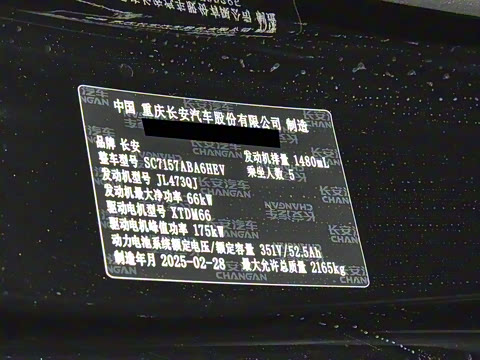 中国 重庆长安汽车股份有限公司 制造
品牌 长安
整车型号 SC7157ABA6HEV 发动机排量 1480mL
发动机型号 JL473QJ 乘坐人数 5
发动机最大净功率 66kW
驱动电机型号 XTDM66
驱动电机峰值功率 175kW
动力电池系统额定电压/额定容量 351V/52.5Ah
制造年月 2025-02-28 最大允许总质量 2165kg